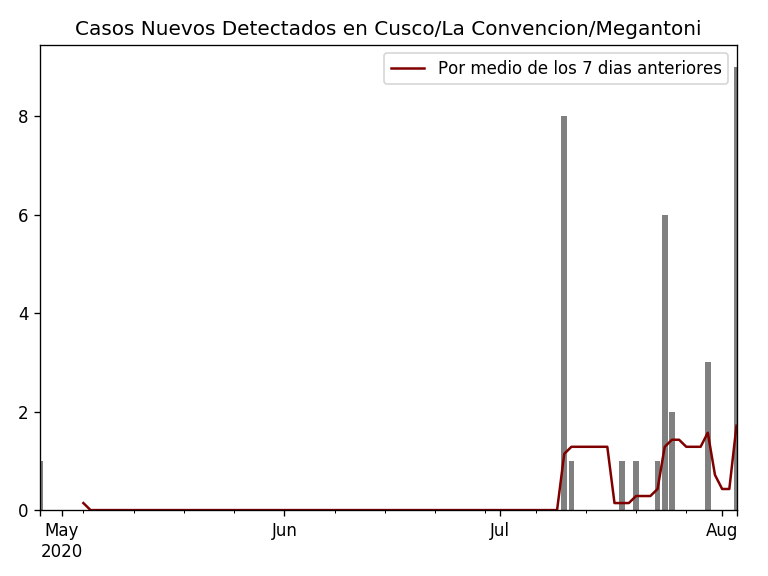 Casos Nuevos Detectados en Cusco/La Convencion/Megantoni
Por medio de los 7 dias anteriores
8
6
4
2
0
May
2020
Jun
Jul
Aug